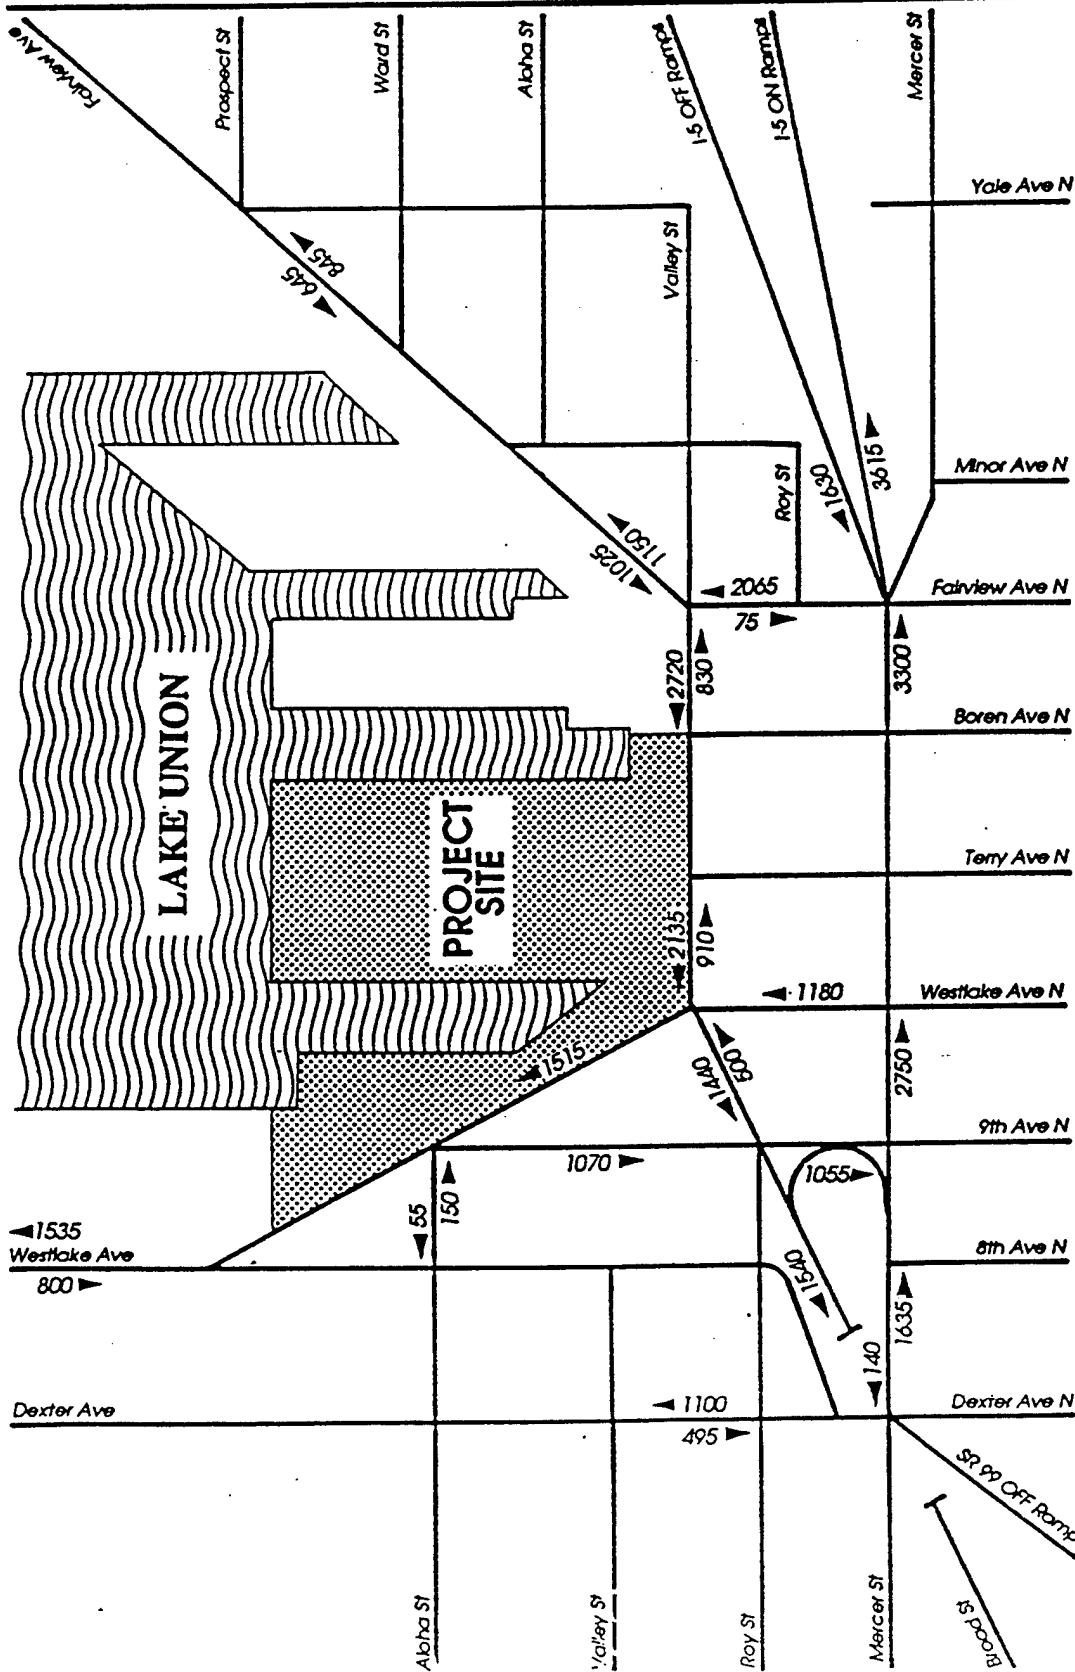 Fairview Ave
Prospect St
Ward St
Aloha St
I-5 OFF Ramps
I-5 ON Ramps
Mercer St
Yale Ave N
845
645
Valley St
Minor Ave N
3615
1630
Roy St
1150
1025
2065
75
Fairview Ave N
2720
830
3300
LAKE UNION
Boren Ave N
PROJECT
SITE
Terry Ave N
2135
910
1180
Westlake Ave N
1515
1440
500
2750
9th Ave N
1070
1055
55
150
1535
Westlake Ave
800
8th Ave N
1540
1635
140
Dexter Ave
1100
495
Dexter Ave N
SR 99 OFF Ramp
Aloha St
Valley St
Roy St
Mercer St
Broad St